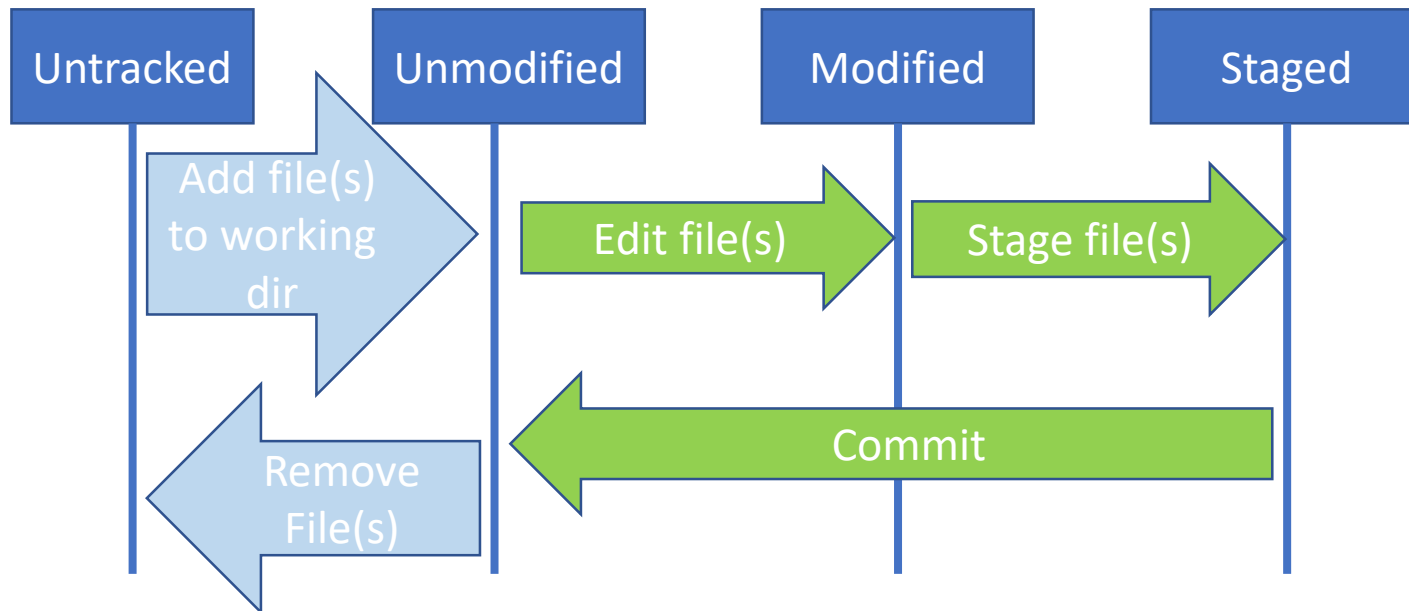 Untracked
Unmodified
Modified
Staged
Add file(s)
to working
dir
Edit file(s)
Stage file(s)
Commit
Remove
File(s)